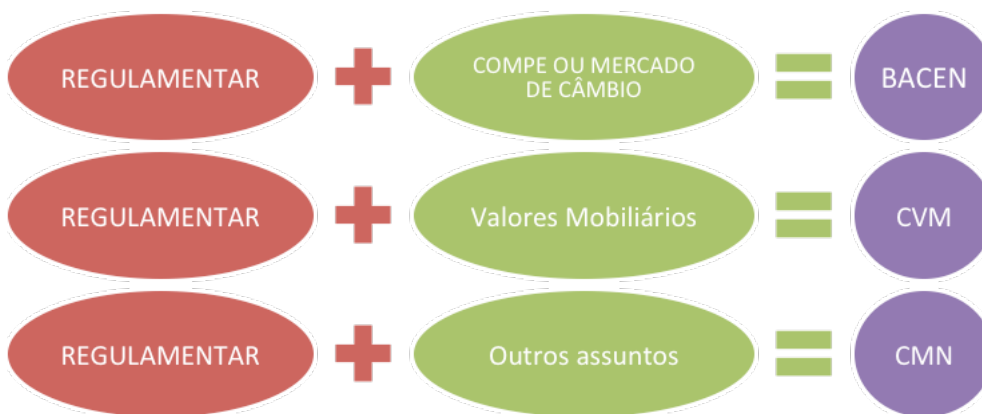 REGULAMENTAR
COMPE OU MERCADO
DE CÂMBIO
BACEN
REGULAMENTAR
Valores Mobiliários
CVM
REGULAMENTAR
Outros assuntos
CMN